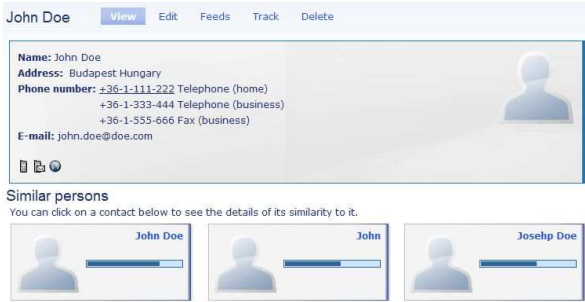 John Doe View Edit Feeds Track Delete
Name: John Doe
Address: Budapest Hungary
Phone number: +36-1-111-222 Telephone (home)
+36-1-333-444 Telephone (business)
+36-1-555-666 Fax (business)
E-mail: john.doe@doe.com
Similar persons
You can click on a contact below to see the details of its similarity to it.
John Doe John Josehp Doe